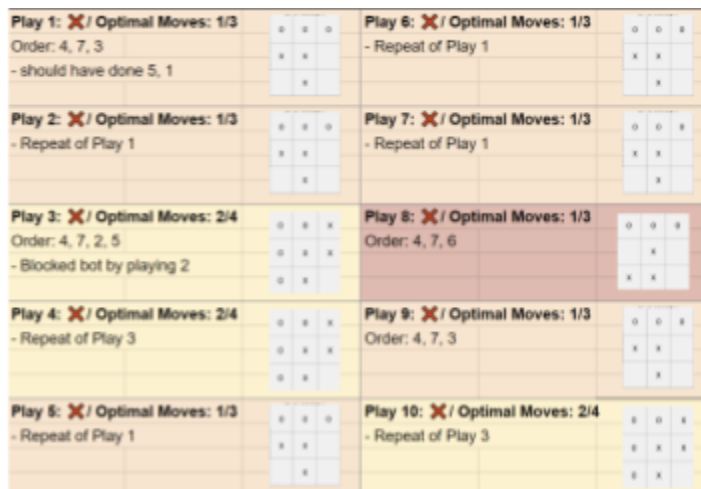 Play 1: ❌/ Optimal Moves: 1/3
Order: 4, 7, 3
- should have done 5, 1
o o o
x x
x
Play 2: ❌/ Optimal Moves: 1/3
- Repeat of Play 1
o o o
x x
x
Play 3: ❌/ Optimal Moves: 2/4
Order: 4, 7, 2, 5
- Blocked bot by playing 2
o o x
o x x
o x
Play 4: ❌/ Optimal Moves: 2/4
- Repeat of Play 3
o o x
o x x
o x
Play 5: ❌/ Optimal Moves: 1/3
- Repeat of Play 1
o o o
x x
x
Play 6: ❌/ Optimal Moves: 1/3
- Repeat of Play 1
o o o
x x
x
Play 7: ❌/ Optimal Moves: 1/3
- Repeat of Play 1
o o o
x x
x
Play 8: ❌/ Optimal Moves: 1/3
Order: 4, 7, 6
o o o
x
x x
Play 9: ❌/ Optimal Moves: 1/3
Order: 4, 7, 3
o o o
x x
x
Play 10: ❌/ Optimal Moves: 2/4
- Repeat of Play 3
o o x
o x x
o x